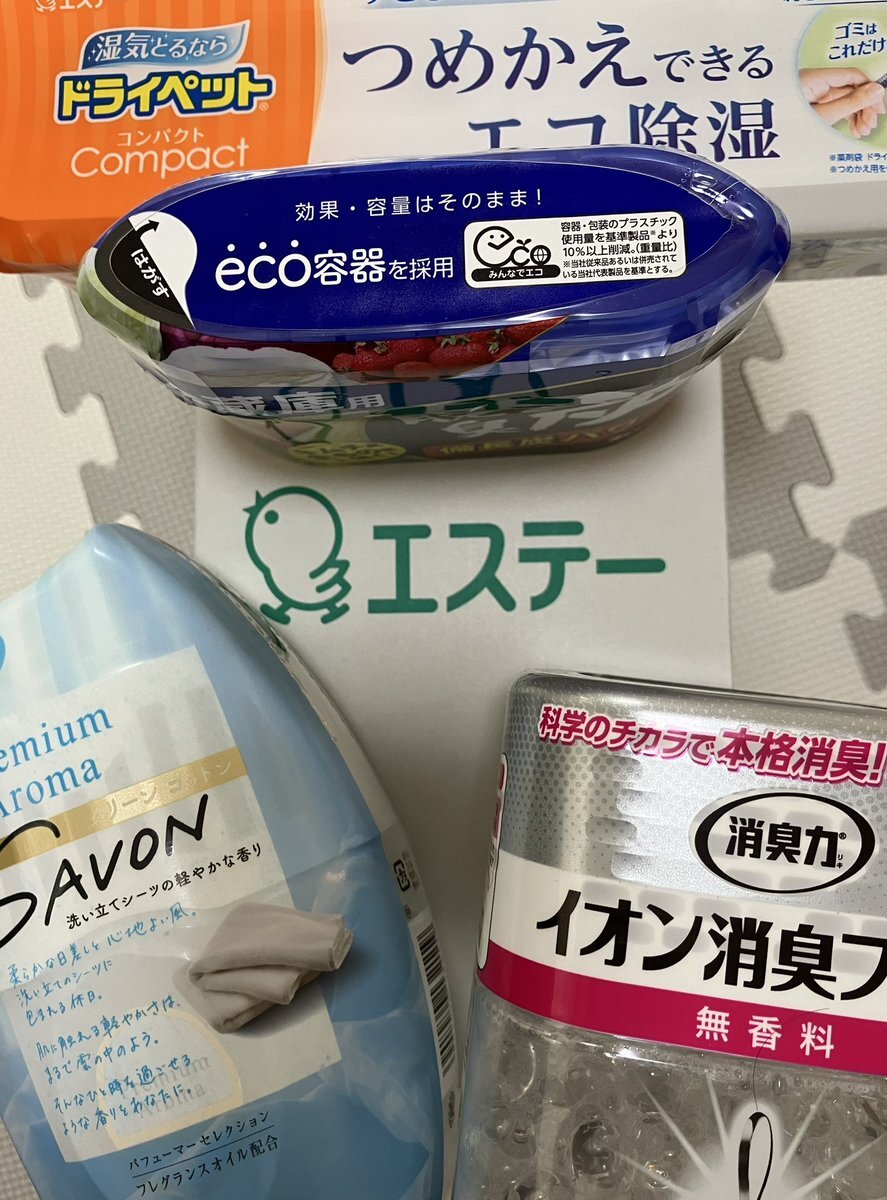 エステー
湿気とるなら
ドライペット
コンパクト
Compact
つめかえできる
エコ除湿
ゴミは
これだけ
はがす
効果・容量はそのまま!
eco容器を採用
eco
みんなでエコ
容器・包装のプラスチック
使用量を基準製品※より
10%以上削減。(重量比)
※当社従来品あるいは併売されて
いる当社代表製品を基準とする。
蔵庫用
エステー
emium
Aroma
クリーン コットン
SAVON
洗い立てシーツの軽やかな香り
柔らかな日差しと心地よい風。
洗い立てのシーツに
包まれる休日。
肌に触れる軽やかさは、
まるで雲の中のよう。
そんなひと時を過ごせる
ような香りをあなたに。
パフューマーセレクション
フレグランスオイル配合
科学のチカラで本格消臭!
消臭力
リキ
イオン消臭プ
無香料